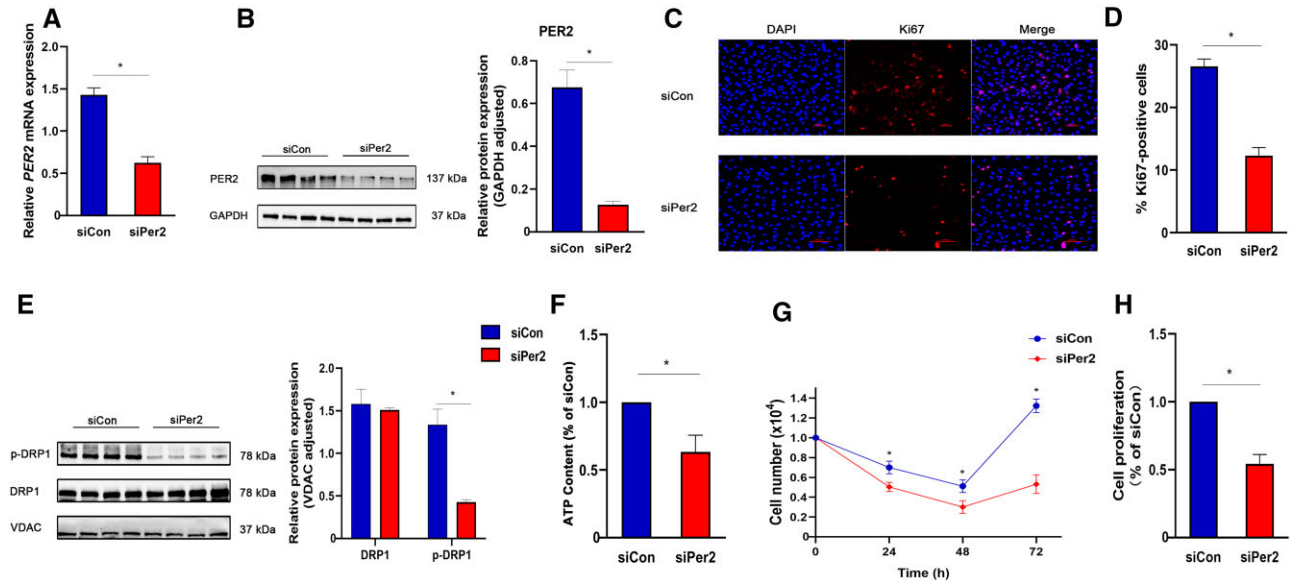 A
Relative PER2 mRNA expression
1.5
1.0
0.5
0.0
*
siCon
siPer2
B
siCon
siPer2
PER2
137 kDa
GAPDH
37 kDa
PER2
Relative protein expression
(GAPDH adjusted)
0.8
0.6
0.4
0.2
0.0
*
siCon
siPer2
C
DAPI
Ki67
Merge
siCon
siPer2
D
% Ki67-positive cells
30
20
10
0
*
siCon
siPer2
E
siCon
siPer2
p-DRP1
78 kDa
DRP1
78 kDa
VDAC
37 kDa
Relative protein expression
(VDAC adjusted)
2.0
1.5
1.0
0.5
0.0
*
DRP1
p-DRP1
siCon
siPer2
F
ATP Content (% of siCon)
1.5
1.0
0.5
0.0
*
siCon
siPer2
G
siCon
siPer2
Cell number (x10⁴)
1.4
1.2
1.0
0.8
0.6
0.4
0.2
*
*
*
0
24
48
72
Time (h)
H
Cell proliferation
(% of siCon)
1.5
1.0
0.5
0.0
*
siCon
siPer2